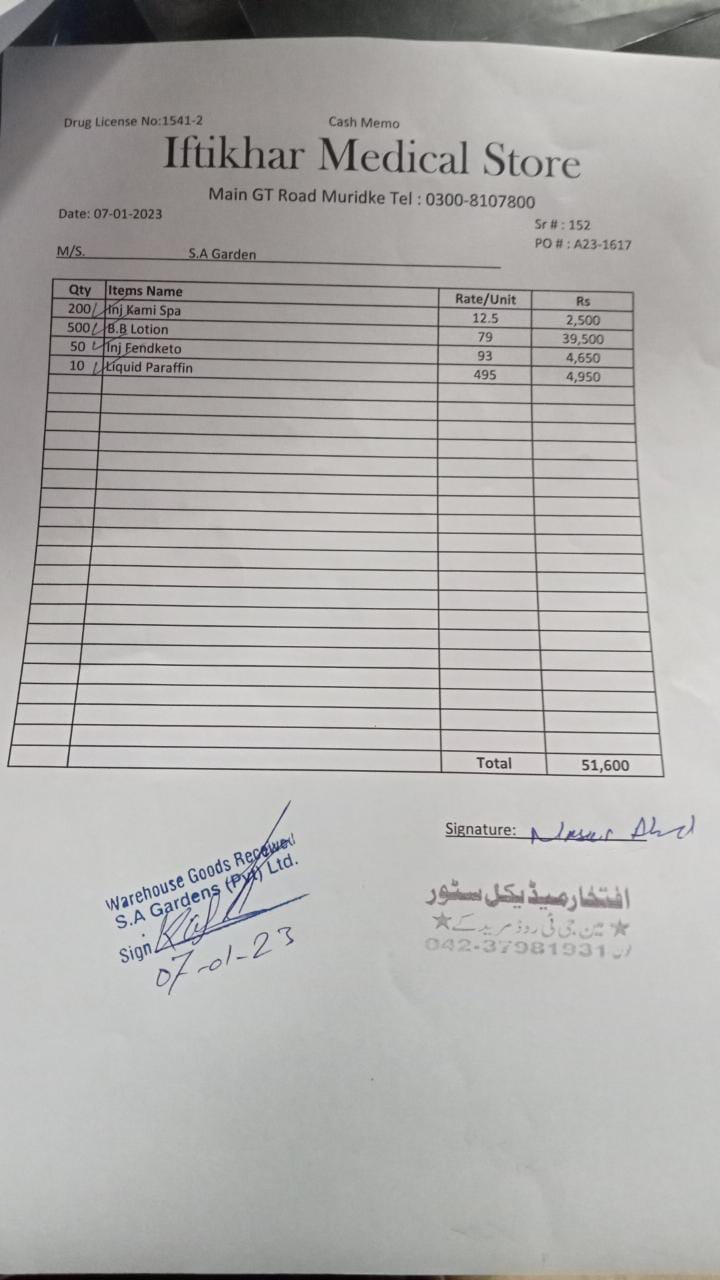 Drug License No:1541-2 Cash Memo
Iftikhar Medical Store
Main GT Road Muridke Tel : 0300-8107800
Date: 07-01-2023
Sr # : 152
PO # : A23-1617
M/S. S.A Garden
Qty Items Name Rate/Unit Rs
200 Inj Kami Spa 12.5 2,500
500 B.B Lotion 79 39,500
50 Inj Fendketo 93 4,650
10 Liquid Paraffin 495 4,950
Total 51,600
Signature:
Warehouse Goods Received
S.A Gardens (Pvt) Ltd.
Sign
07-01-23
افتخار میڈیکل سٹور
مین جی ٹی روڈ مریدکے
042-37981931